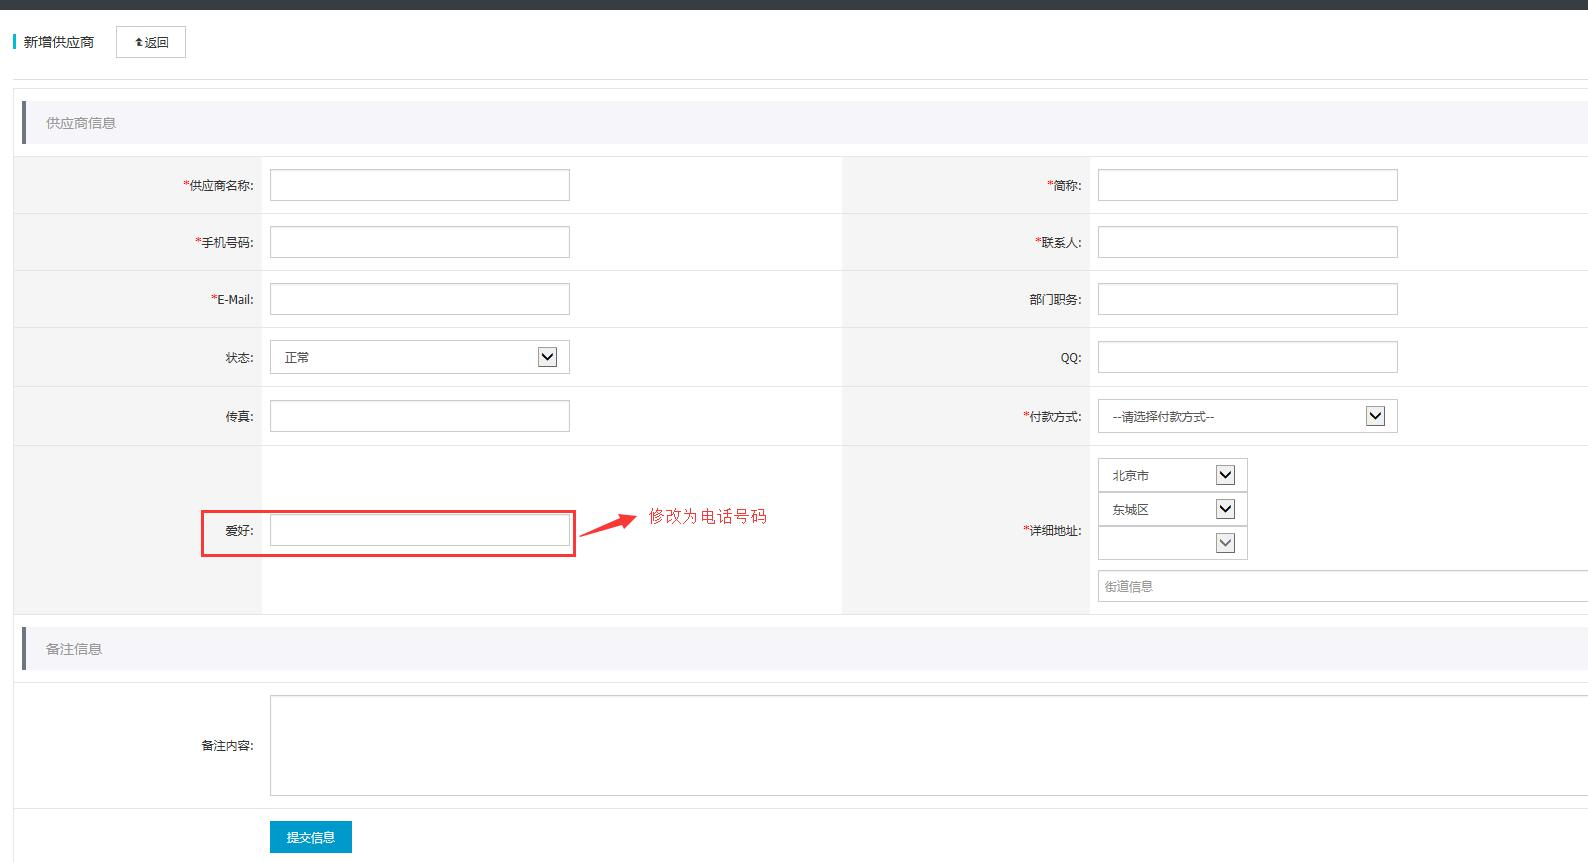 新增供应商 返回
供应商信息
*供应商名称: *简称:
*手机号码: *联系人:
*E-Mail: 部门职务:
状态: 正常 QQ:
传真: *付款方式: --请选择付款方式--
北京市
东城区
爱好: 修改为电话号码 *详细地址:
街道信息
备注信息
备注内容:
提交信息